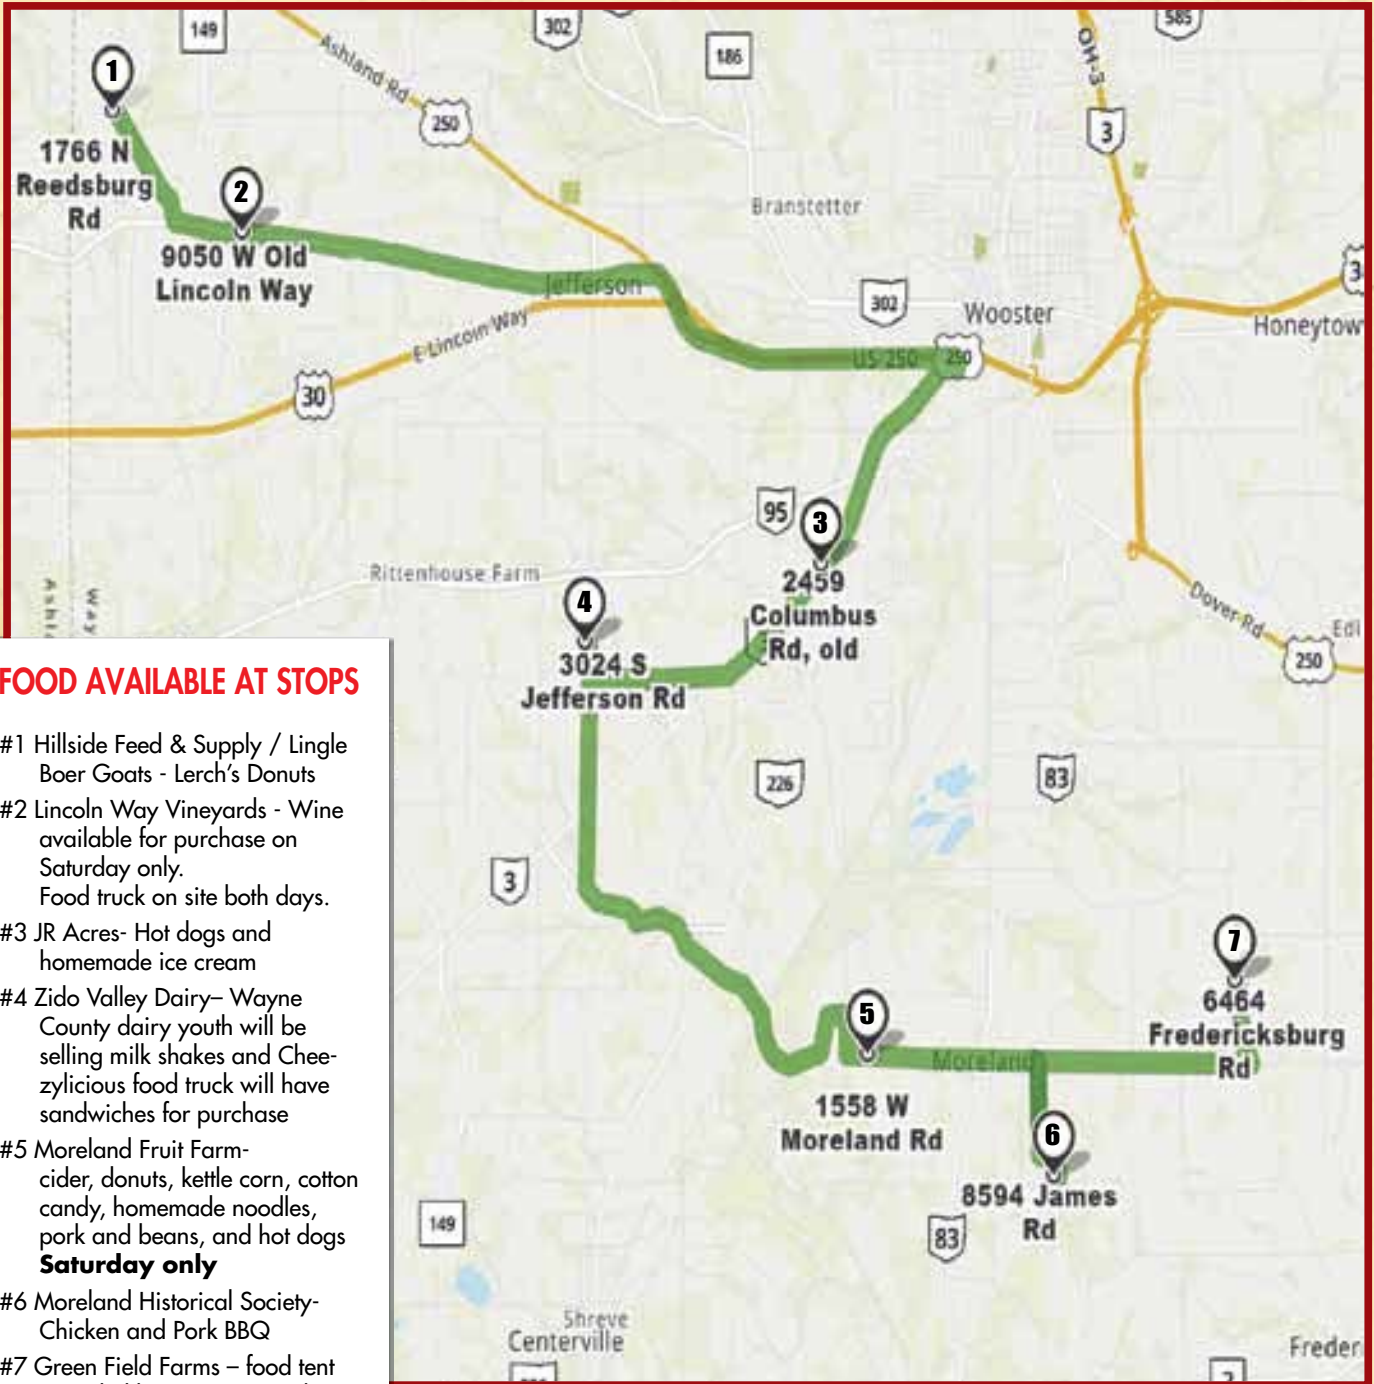 149
302
585
186
Ashland Rd
250
OH-3
3
1
1766 N
Reedsburg
Rd
2
9050 W Old
Lincoln Way
Branstetter
Jefferson
302
Wooster
Honeytow
E Lincoln Way
US 250
250
30
95
3
2459
Columbus
Rd, old
Rittenhouse Farm
4
3024 S
Jefferson Rd
Dover Rd
Edi
250
Ashla
Way
226
83
3
7
6464
Fredericksburg
Rd
5
Moreland
1558 W
Moreland Rd
6
8594 James
Rd
149
83
Shreve
Centerville
Freder
FOOD AVAILABLE AT STOPS
#1 Hillside Feed & Supply / Lingle
Boer Goats - Lerch's Donuts
#2 Lincoln Way Vineyards - Wine
available for purchase on
Saturday only.
Food truck on site both days.
#3 JR Acres- Hot dogs and
homemade ice cream
#4 Zido Valley Dairy– Wayne
County dairy youth will be
selling milk shakes and Chee-
zylicious food truck will have
sandwiches for purchase
#5 Moreland Fruit Farm-
cider, donuts, kettle corn, cotton
candy, homemade noodles,
pork and beans, and hot dogs
Saturday only
#6 Moreland Historical Society-
Chicken and Pork BBQ
#7 Green Field Farms – food tent